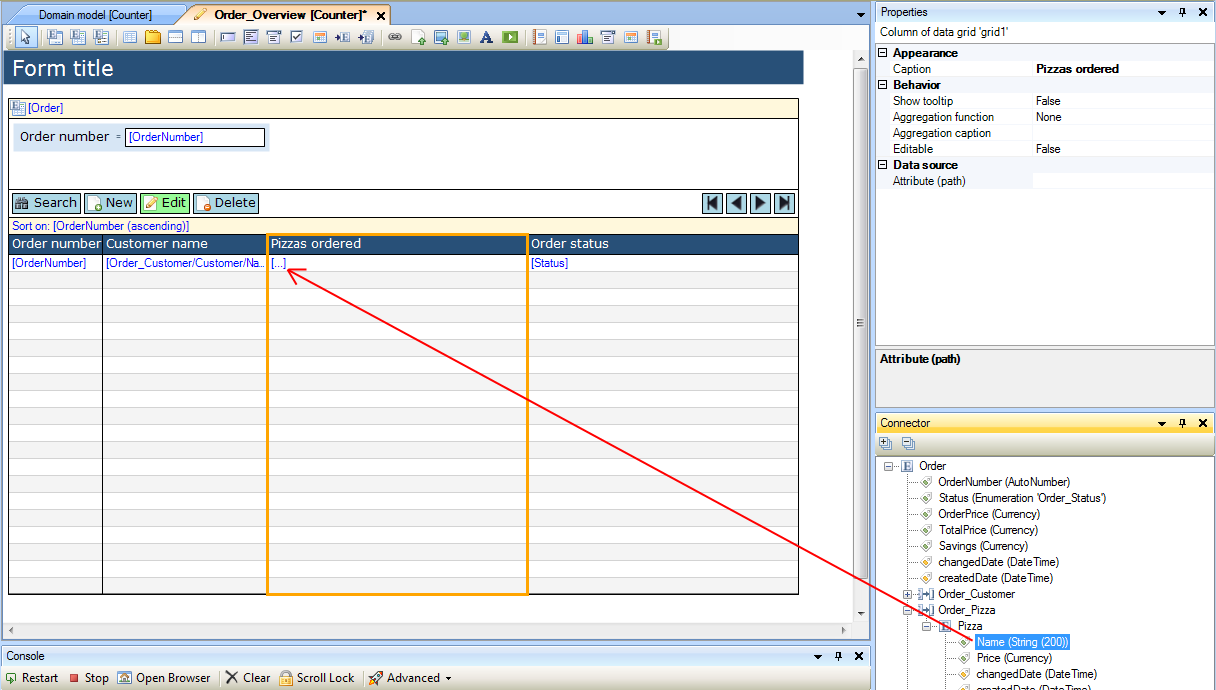 Domain model [Counter]
Order_Overview [Counter]*
Form title
[Order]
Order number = [OrderNumber]
Search New Edit Delete
Sort on: [OrderNumber (ascending)]
Order number Customer name Pizzas ordered Order status
[OrderNumber] [Order_Customer/Customer/Na... [...] [Status]
Console
Restart Stop Open Browser Clear Scroll Lock Advanced
Properties
Column of data grid 'grid1'
Appearance
Caption Pizzas ordered
Behavior
Show tooltip False
Aggregation function None
Aggregation caption
Editable False
Data source
Attribute (path)
Attribute (path)
Connector
Order
OrderNumber (AutoNumber)
Status (Enumeration 'Order_Status')
OrderPrice (Currency)
TotalPrice (Currency)
Savings (Currency)
changedDate (DateTime)
createdDate (DateTime)
Order_Customer
Order_Pizza
Pizza
Name (String (200))
Price (Currency)
changedDate (DateTime)
createdDate (DateTime)